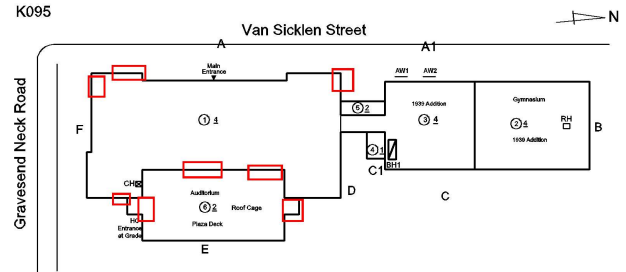 K095
Van Sicklen Street
N
A
A1
Main
Entrance
AW1 AW2
Gravesend Neck Road
F
1 4
5 2
1939 Addition
3 4
Gymnasium
2 4
RH
1939 Addition
B
4 1
BH1
C1
D
C
CH
Auditorium
6 2
Roof Cage
Plaza Deck
HC
Entrance
at Grade
E